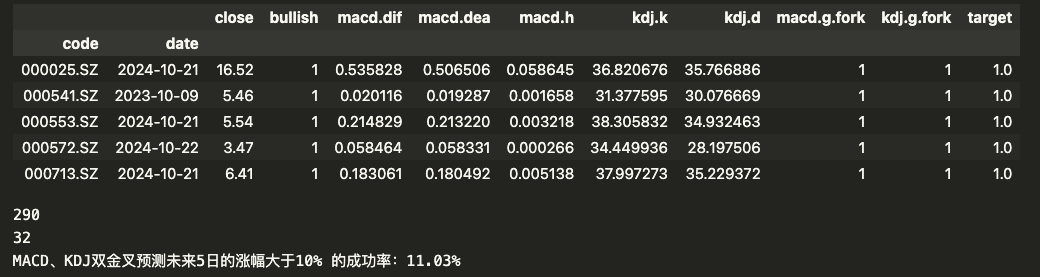 close bullish macd.dif macd.dea macd.h kdj.k kdj.d macd.g.fork kdj.g.fork target
code date
000025.SZ 2024-10-21 16.52 1 0.535828 0.506506 0.058645 36.820676 35.766886 1 1 1.0
000541.SZ 2023-10-09 5.46 1 0.020116 0.019287 0.001658 31.377595 30.076669 1 1 1.0
000553.SZ 2024-10-21 5.54 1 0.214829 0.213220 0.003218 38.305832 34.932463 1 1 1.0
000572.SZ 2024-10-22 3.47 1 0.058464 0.058331 0.000266 34.449936 28.197506 1 1 1.0
000713.SZ 2024-10-21 6.41 1 0.183061 0.180492 0.005138 37.997273 35.229372 1 1 1.0
290
32
MACD、KDJ双金叉预测未来5日的涨幅大于10% 的成功率：11.03%